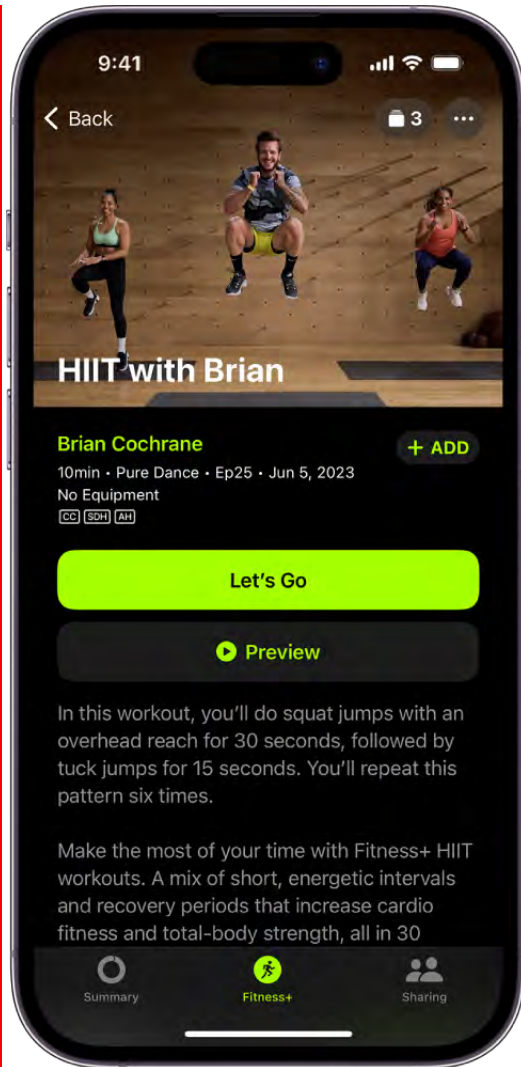 9:41
Back
3
HIIT with Brian
Brian Cochrane
+ ADD
10min • Pure Dance • Ep25 • Jun 5, 2023
No Equipment
CC SDH AH
Let's Go
Preview
In this workout, you'll do squat jumps with an
overhead reach for 30 seconds, followed by
tuck jumps for 15 seconds. You'll repeat this
pattern six times.
Make the most of your time with Fitness+ HIIT
workouts. A mix of short, energetic intervals
and recovery periods that increase cardio
fitness and total-body strength, all in 30
Summary
Fitness+
Sharing